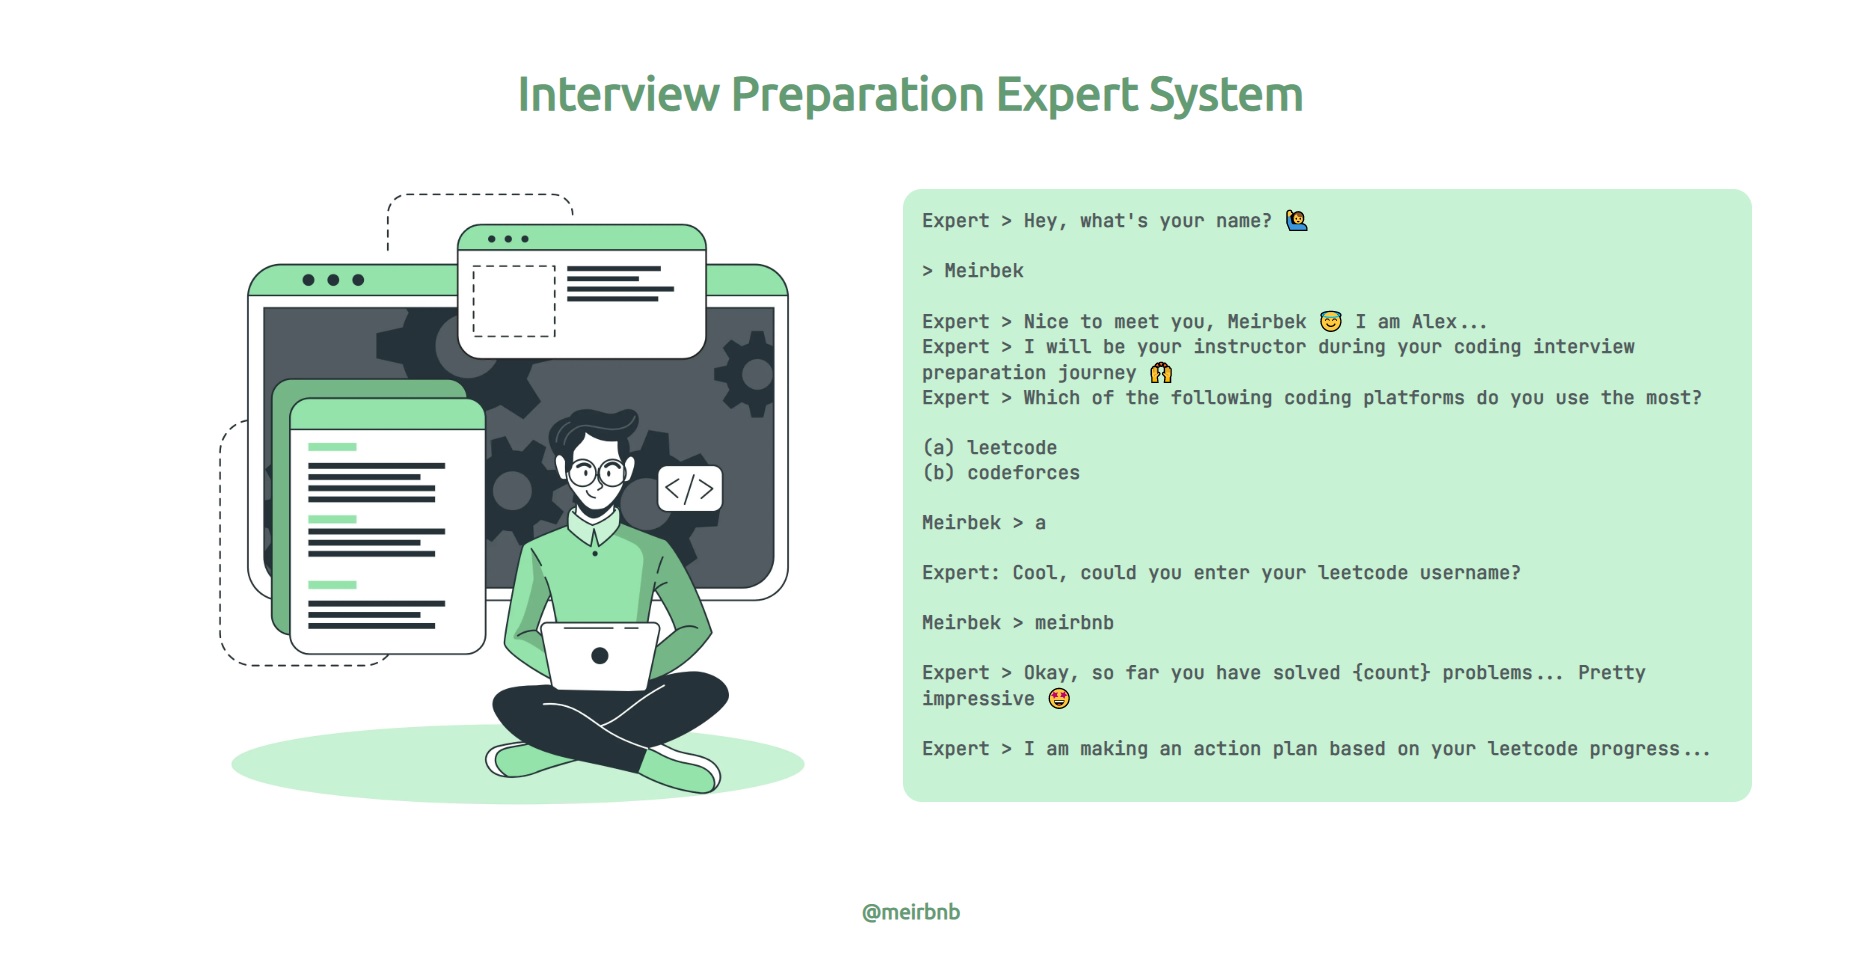 Interview Preparation Expert System
Expert > Hey, what's your name? 🙋‍♂️
> Meirbek
Expert > Nice to meet you, Meirbek 😇 I am Alex...
Expert > I will be your instructor during your coding interview
preparation journey 🙌
Expert > Which of the following coding platforms do you use the most?
(a) leetcode
(b) codeforces
Meirbek > a
Expert: Cool, could you enter your leetcode username?
Meirbek > meirbnb
Expert > Okay, so far you have solved {count} problems... Pretty
impressive 🤩
Expert > I am making an action plan based on your leetcode progress...
</>
@meirbnb